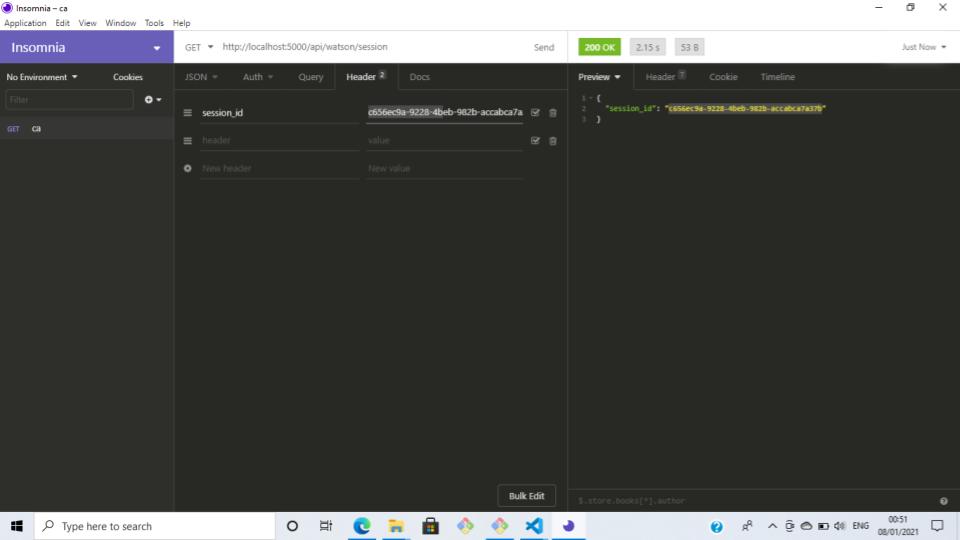 Insomnia – ca
Application Edit View Window Tools Help
Insomnia
GET http://localhost:5000/api/watson/session Send
200 OK 2.15 s 53 B Just Now
No Environment Cookies
JSON Auth Query Header 2 Docs
Preview Header 7 Cookie Timeline
Filter
GET ca
session_id c656ec9a-9228-4beb-982b-accabca7a
header value
New header New value
1 {
2 "session_id": "c656ec9a-9228-4beb-982b-accabca7a37b"
3 }
Bulk Edit
$.store.books[*].author
Type here to search
ENG
00:51
08/01/2021